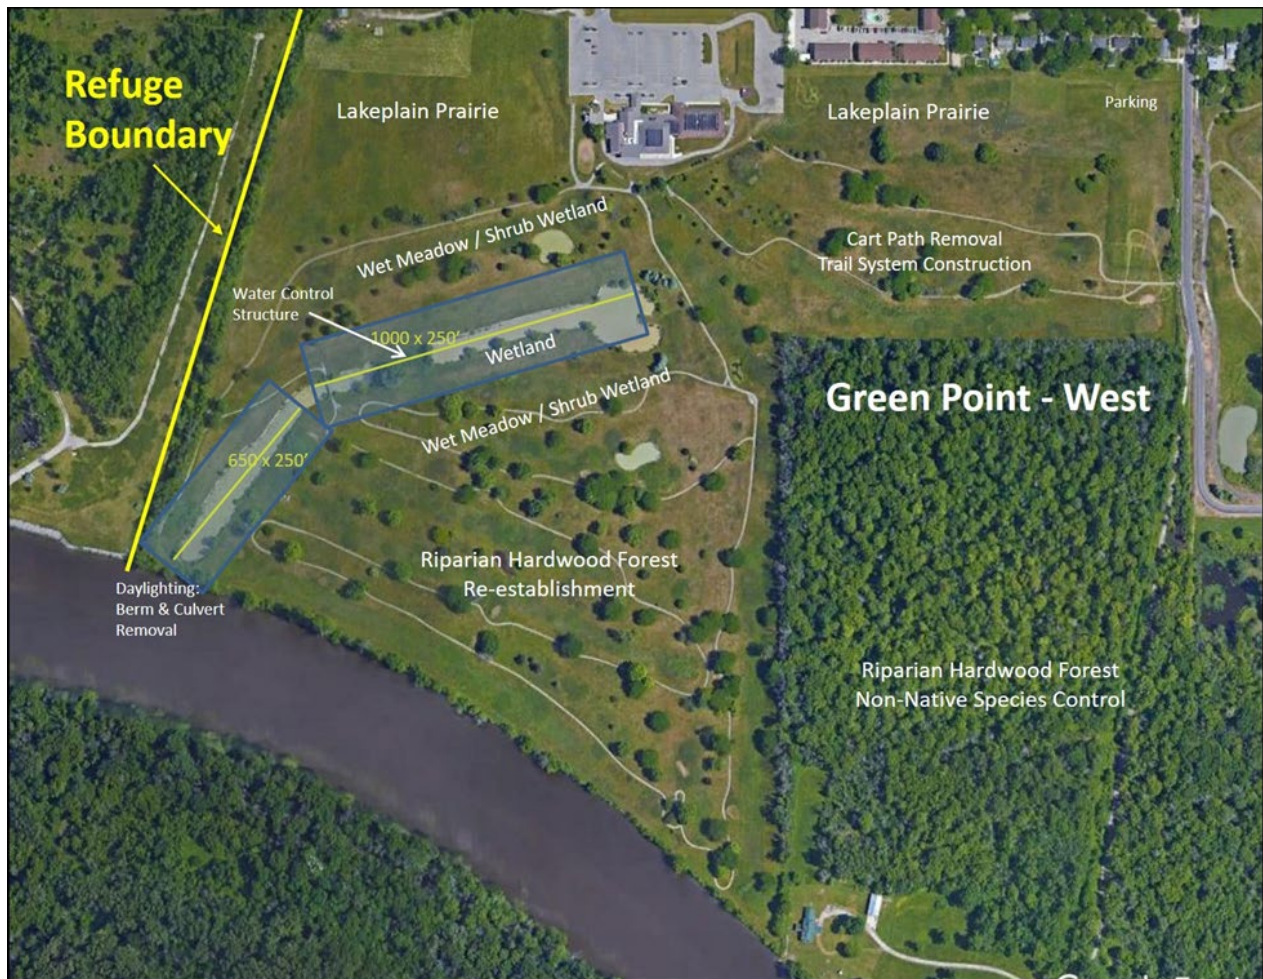 Refuge
Boundary
Lakeplain Prairie
Lakeplain Prairie
Parking
Wet Meadow / Shrub Wetland
Cart Path Removal
Trail System Construction
Water Control
Structure
1000 x 250'
Wetland
Green Point - West
Wet Meadow / Shrub Wetland
650 x 250'
Riparian Hardwood Forest
Re-establishment
Daylighting:
Berm & Culvert
Removal
Riparian Hardwood Forest
Non-Native Species Control